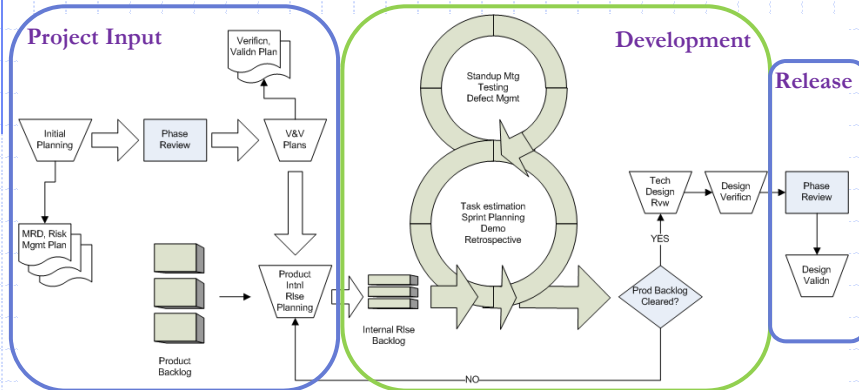 Project Input
Development
Release
Verificn,
Validn Plan
Initial
Planning
Phase
Review
V&V
Plans
MRD, Risk
Mgmt Plan
Product
Backlog
Product
Intnl
Rlse
Planning
Internal Rlse
Backlog
Standup Mtg
Testing
Defect Mgmt
Task estimation
Sprint Planning
Demo
Retrospective
Prod Backlog
Cleared?
YES
NO
Tech
Design
Rvw
Design
Verificn
Phase
Review
Design
Validn